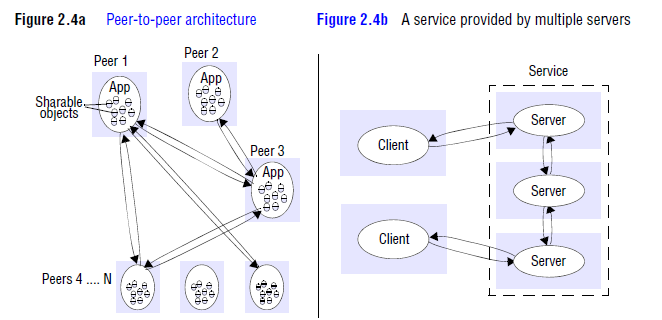 Figure 2.4a Peer-to-peer architecture
Peer 1
Peer 2
App
App
Sharable
objects
Peer 3
App
Peers 4 .... N
Figure 2.4b A service provided by multiple servers
Service
Server
Client
Server
Client
Server